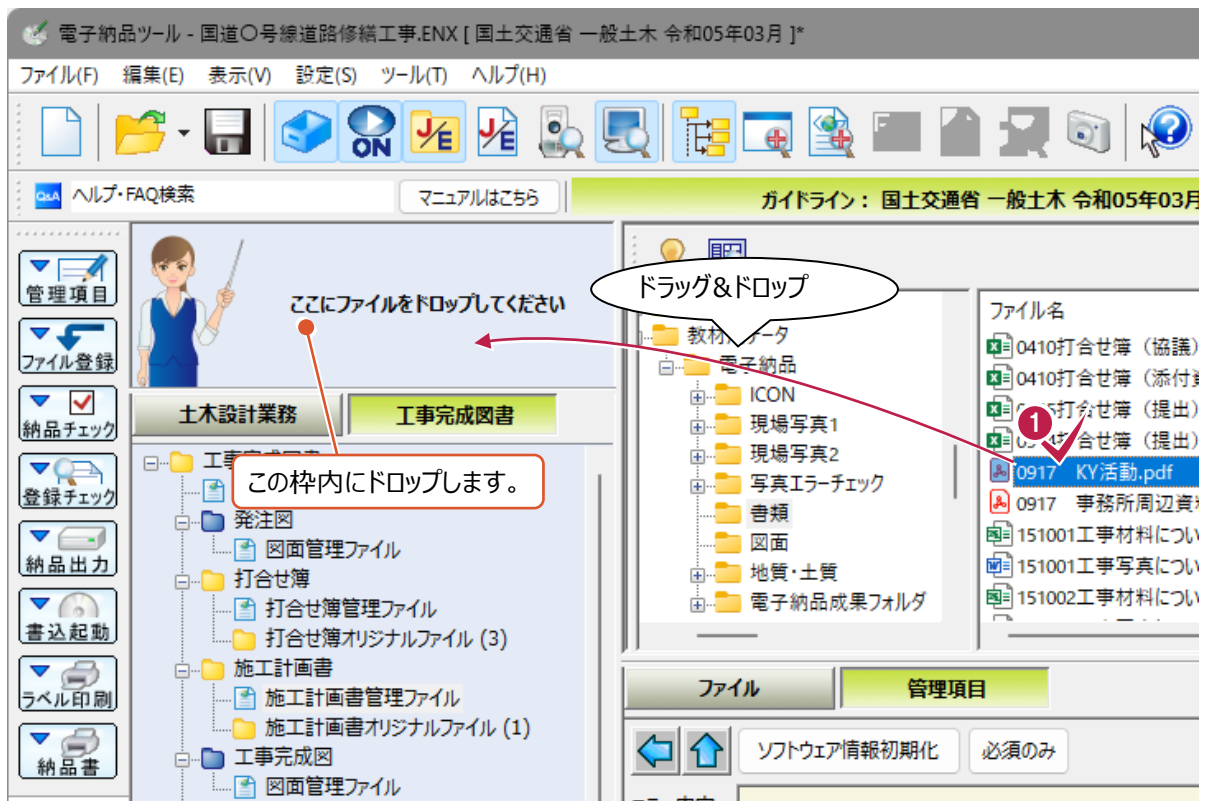 電子納品ツール - 国道〇号線道路修繕工事.ENX [ 国土交通省 一般土木 令和05年03月 ]*
ファイル(F) 編集(E) 表示(V) 設定(S) ツール(T) ヘルプ(H)
ON J/E J/E
Q&A ヘルプ・FAQ検索 マニュアルはこちら ガイドライン： 国土交通省 一般土木 令和05年03月
管理項目
ファイル登録
納品チェック
登録チェック
納品出力
書込起動
ラベル印刷
納品書
ここにファイルをドロップしてください
ドラッグ&ドロップ
この枠内にドロップします。
土木設計業務 工事完成図書
発注図
図面管理ファイル
打合せ簿
打合せ簿管理ファイル
打合せ簿オリジナルファイル (3)
施工計画書
施工計画書管理ファイル
施工計画書オリジナルファイル (1)
工事完成図
図面管理ファイル
電子納品
ICON
現場写真1
現場写真2
写真エラーチェック
書類
図面
地質・土質
電子納品成果フォルダ
ファイル名
0410打合せ簿（協議）
0410打合せ簿（添付
打合せ簿（提出）
打合せ簿（提出）
1
0917 KY活動.pdf
0917 事務所周辺資
151001工事材料につい
151001工事写真につい
151002工事材料につい
ファイル 管理項目
ソフトウェア情報初期化 必須のみ